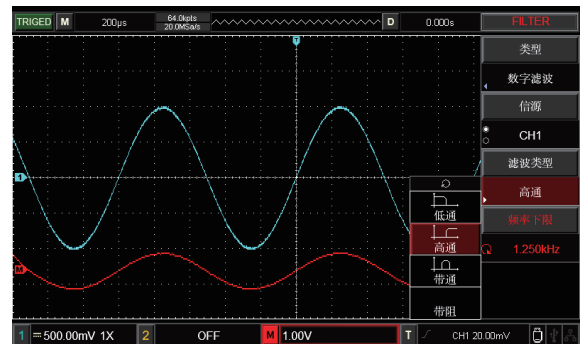 TRIGED M 200μs 64.0kpts D 0.000s FILTER
20.0MSa/s
T
类型
数字滤波
信源
CH1
滤波类型
高通
频率下限
1.250kHz
低通
高通
带通
带阻
1
M
1 500.00mV 1X 2 OFF M 1.00V T CH1 20.00mV